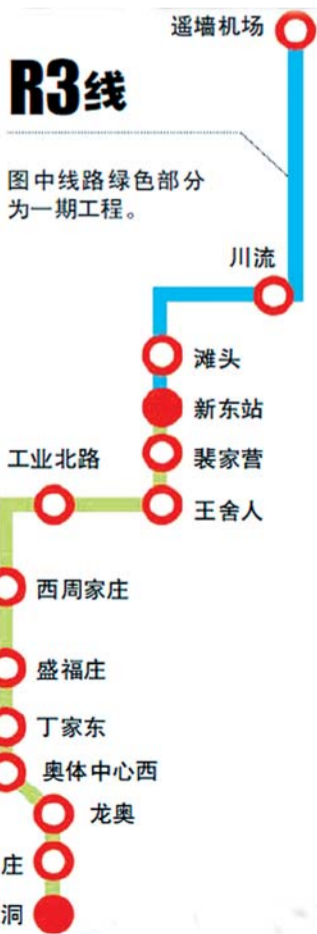 遥墙机场
R3线
图中线路绿色部分
为一期工程。
川流
滩头
新东站
裴家营
工业北路
王舍人
西周家庄
盛福庄
丁家东
奥体中心西
龙奥
庄
洞